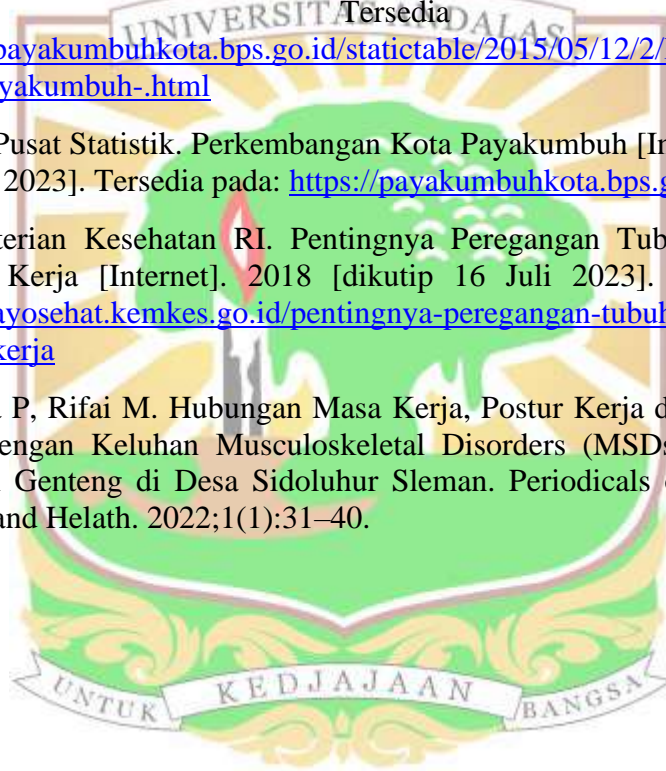 UNIVERSITAS ANDALAS
Tersedia
payakumbuhkota.bps.go.id/statictable/2015/05/12/2/
yakumbuh-.html
Pusat Statistik. Perkembangan Kota Payakumbuh [In
2023]. Tersedia pada: https://payakumbuhkota.bps.g
terian Kesehatan RI. Pentingnya Peregangan Tub
Kerja [Internet]. 2018 [dikutip 16 Juli 2023].
ayosehat.kemkes.go.id/pentingnya-peregangan-tubuh
kerja
P, Rifai M. Hubungan Masa Kerja, Postur Kerja d
engan Keluhan Musculoskeletal Disorders (MSDs
Genteng di Desa Sidoluhur Sleman. Periodicals
and Helath. 2022;1(1):31–40.
UNTUK KEDJAJAAN BANGSA